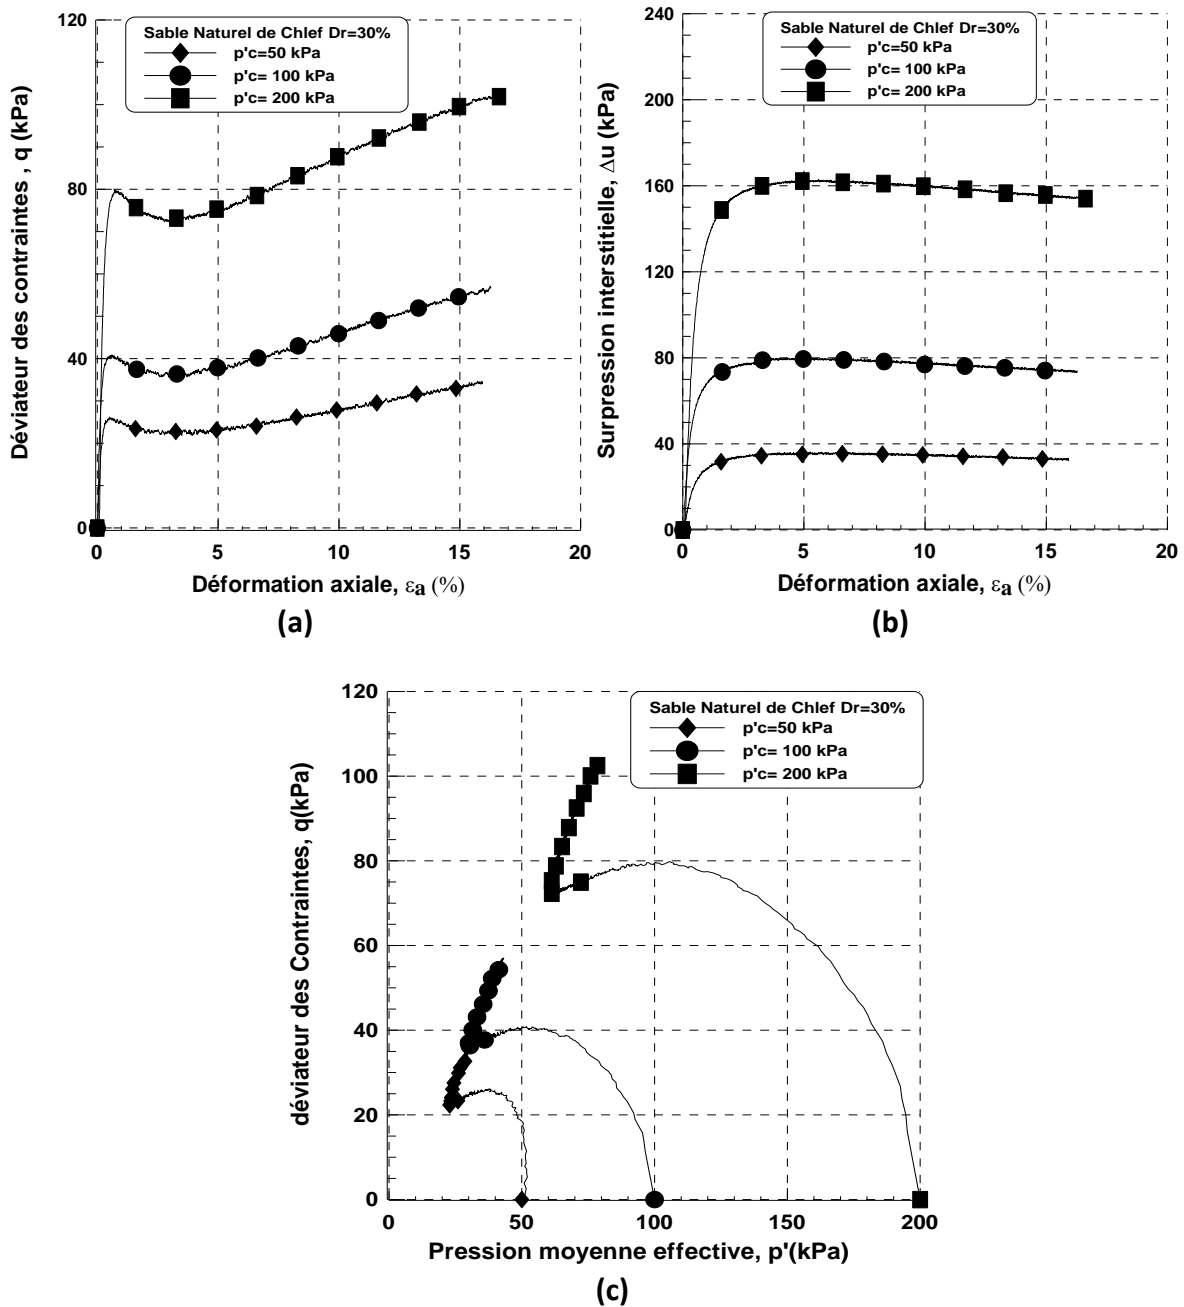 120
100
80
40
0
Déviateur des contraintes , q (kPa)
Sable Naturel de Chlef Dr=30%
p'c=50 kPa
p'c= 100 kPa
p'c= 200 kPa
0 5 10 15 20
Déformation axiale, εa (%)
(a)
240
200
160
120
80
40
0
Surpression interstitielle, Δu (kPa)
Sable Naturel de Chlef Dr=30%
p'c=50 kPa
p'c= 100 kPa
p'c= 200 kPa
0 5 10 15 20
Déformation axiale, εa (%)
(b)
120
100
80
60
40
20
0
déviateur des Contraintes, q(kPa)
Sable Naturel de Chlef Dr=30%
p'c=50 kPa
p'c= 100 kPa
p'c= 200 kPa
0 50 100 150 200
Pression moyenne effective, p'(kPa)
(c)